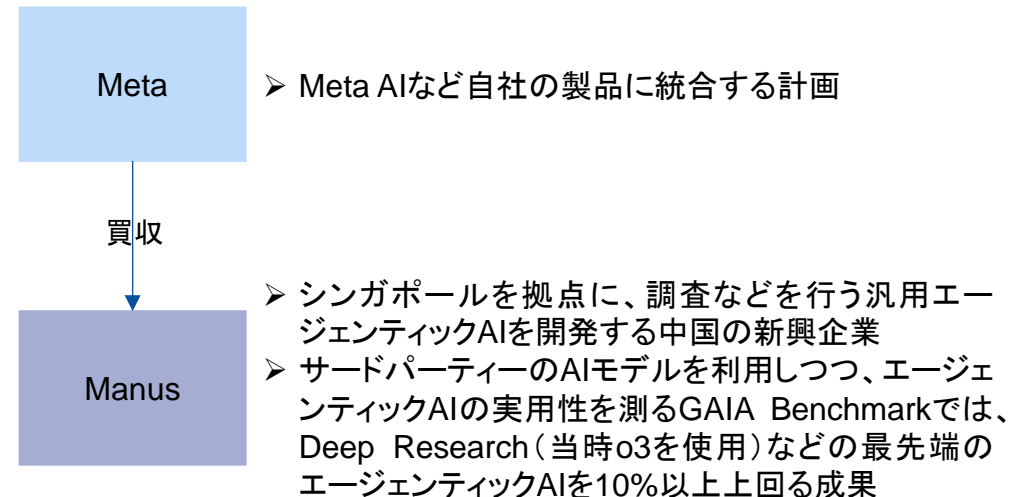 Meta
➢ Meta AIなど自社の製品に統合する計画
買収
➢ シンガポールを拠点に、調査などを行う汎用エー
ジェンティックAIを開発する中国の新興企業
Manus
➢ サードパーティーのAIモデルを利用しつつ、エージェ
ンティックAIの実用性を測るGAIA Benchmarkでは、
Deep Research（当時o3を使用）などの最先端の
エージェンティックAIを10%以上上回る成果